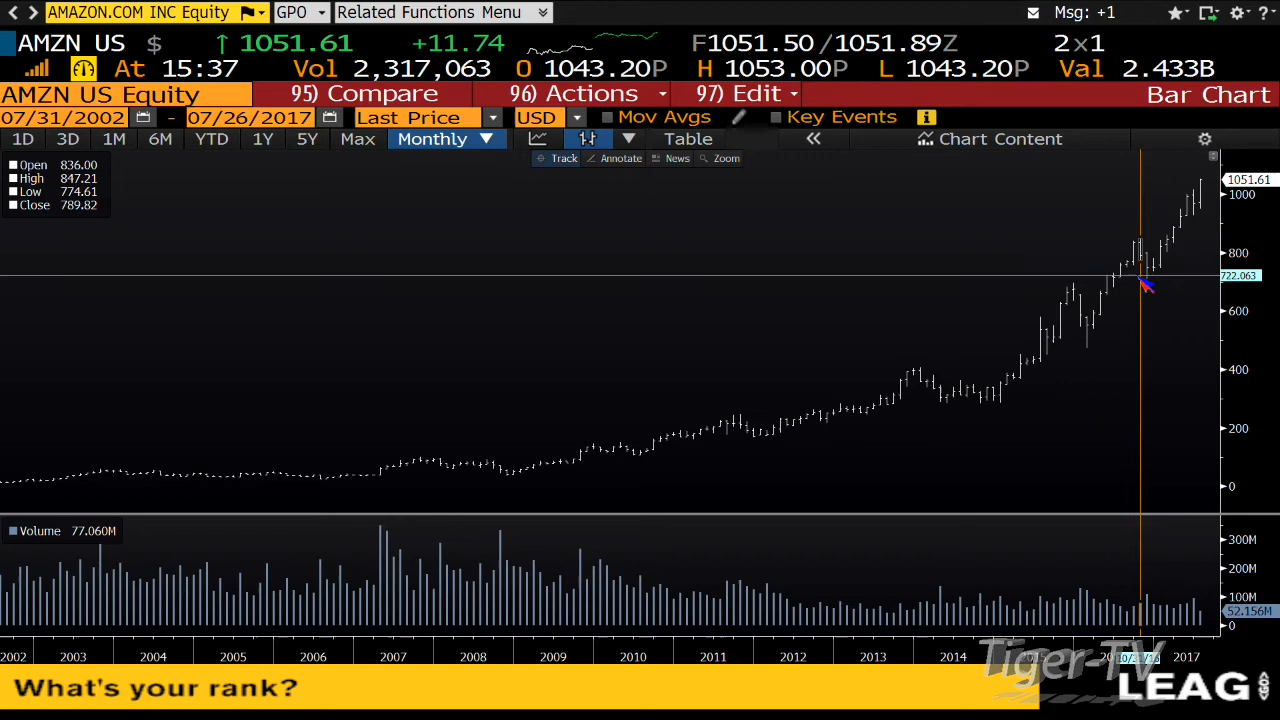 AMAZON.COM INC Equity GPO Related Functions Menu Msg: +1
AMZN US $ ↑ 1051.61 +11.74 F1051.50/1051.89Z 2x1
At 15:37 Vol 2,317,063 O 1043.20P H 1053.00P L 1043.20P Val 2.433B
AMZN US Equity 95) Compare 96) Actions 97) Edit Bar Chart
07/31/2002 - 07/26/2017 Last Price USD Mov Avgs Key Events
1D 3D 1M 6M YTD 1Y 5Y Max Monthly ▼ Table « Chart Content
Track Annotate News Zoom
Open 836.00
High 847.21
Low 774.61
Close 789.82
1051.61
1000
800
722.063
600
400
200
0
Volume 77.060M
300M
200M
100M
52.156M
0
2002 2003 2004 2005 2006 2007 2008 2009 2010 2011 2012 2013 2014 2015 10/31/16 2017
Tiger-TV
What's your rank?
LEAG